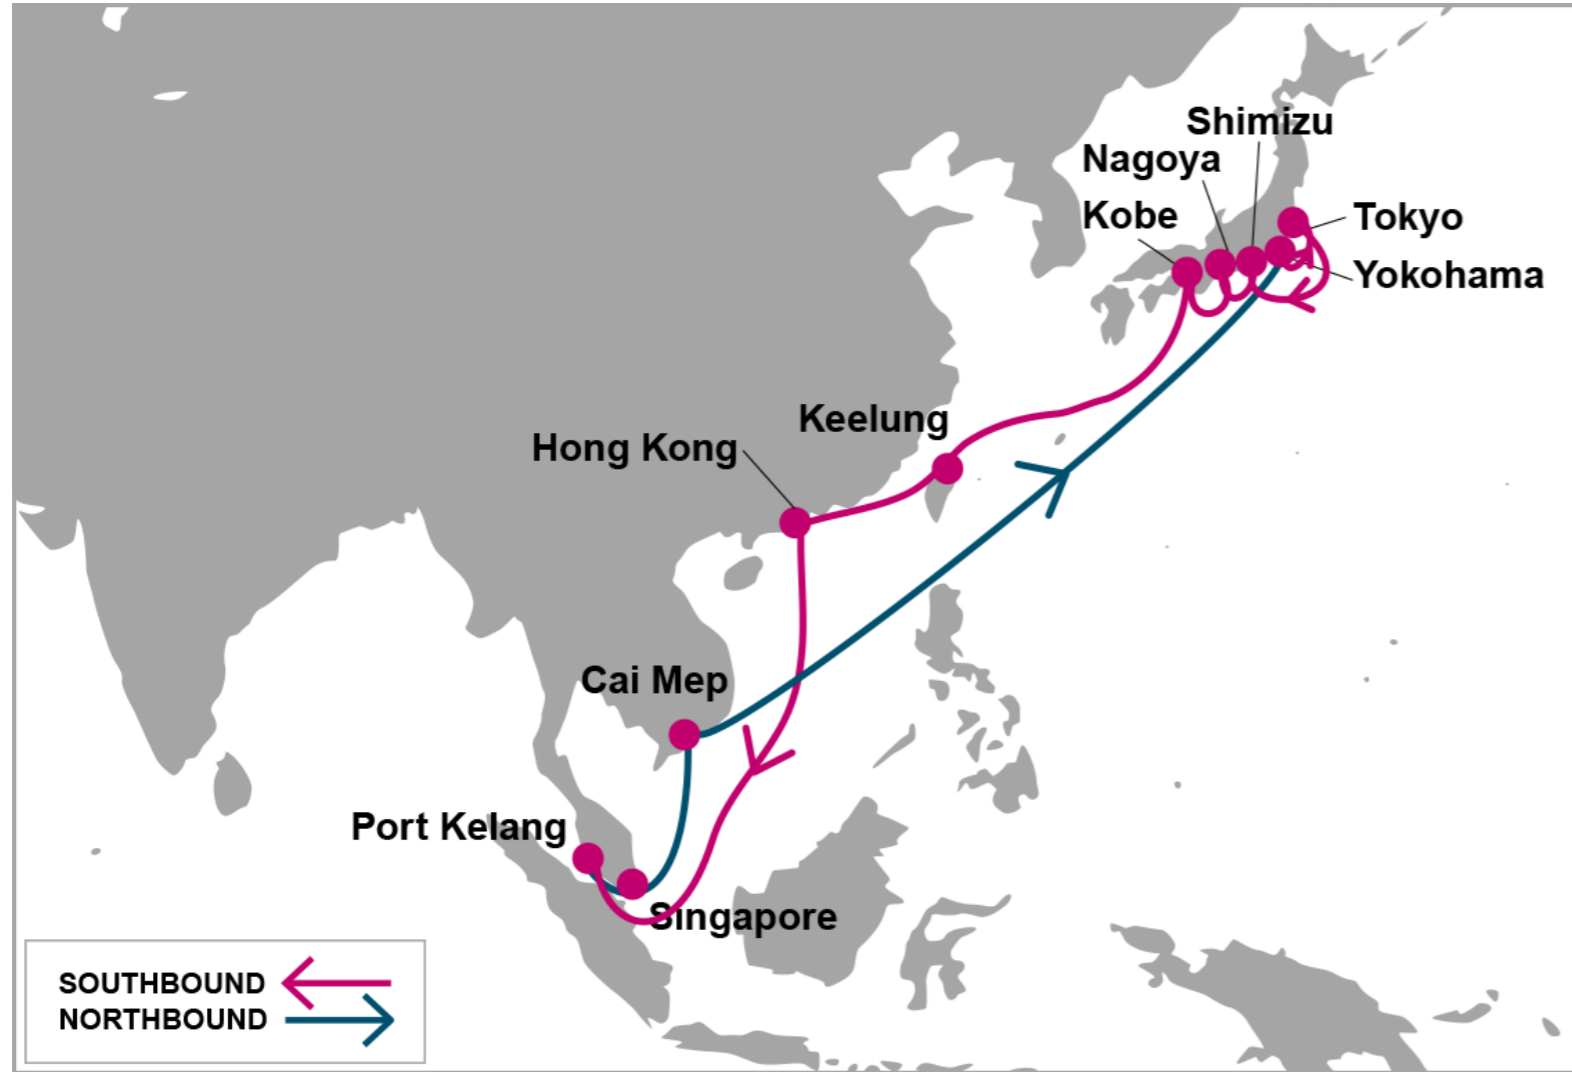 Shimizu
Nagoya
Kobe
Tokyo
Yokohama
Keelung
Hong Kong
Cai Mep
Port Kelang
Singapore
SOUTHBOUND
NORTHBOUND